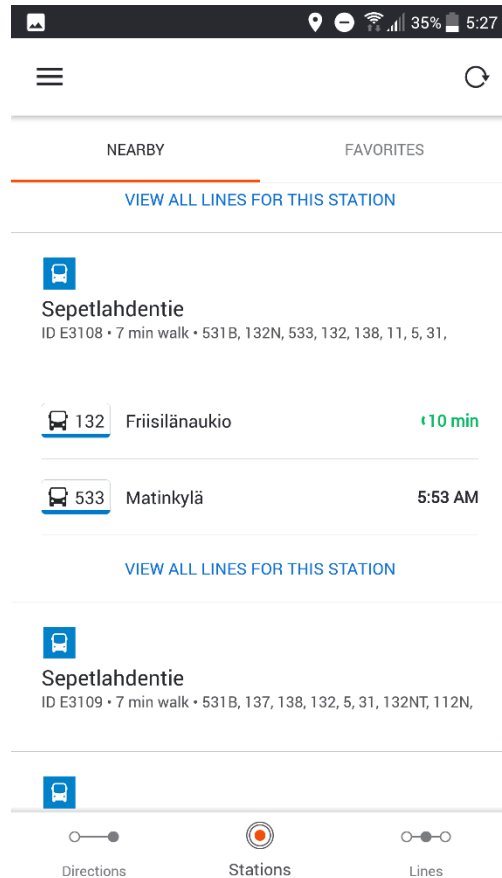 35% 5:27
NEARBY FAVORITES
VIEW ALL LINES FOR THIS STATION
Sepetlahdentie
ID E3108 • 7 min walk • 531B, 132N, 533, 132, 138, 11, 5, 31,
132 Friisilänaukio 10 min
533 Matinkylä 5:53 AM
VIEW ALL LINES FOR THIS STATION
Sepetlahdentie
ID E3109 • 7 min walk • 531B, 137, 138, 132, 5, 31, 132NT, 112N,
Directions Stations Lines